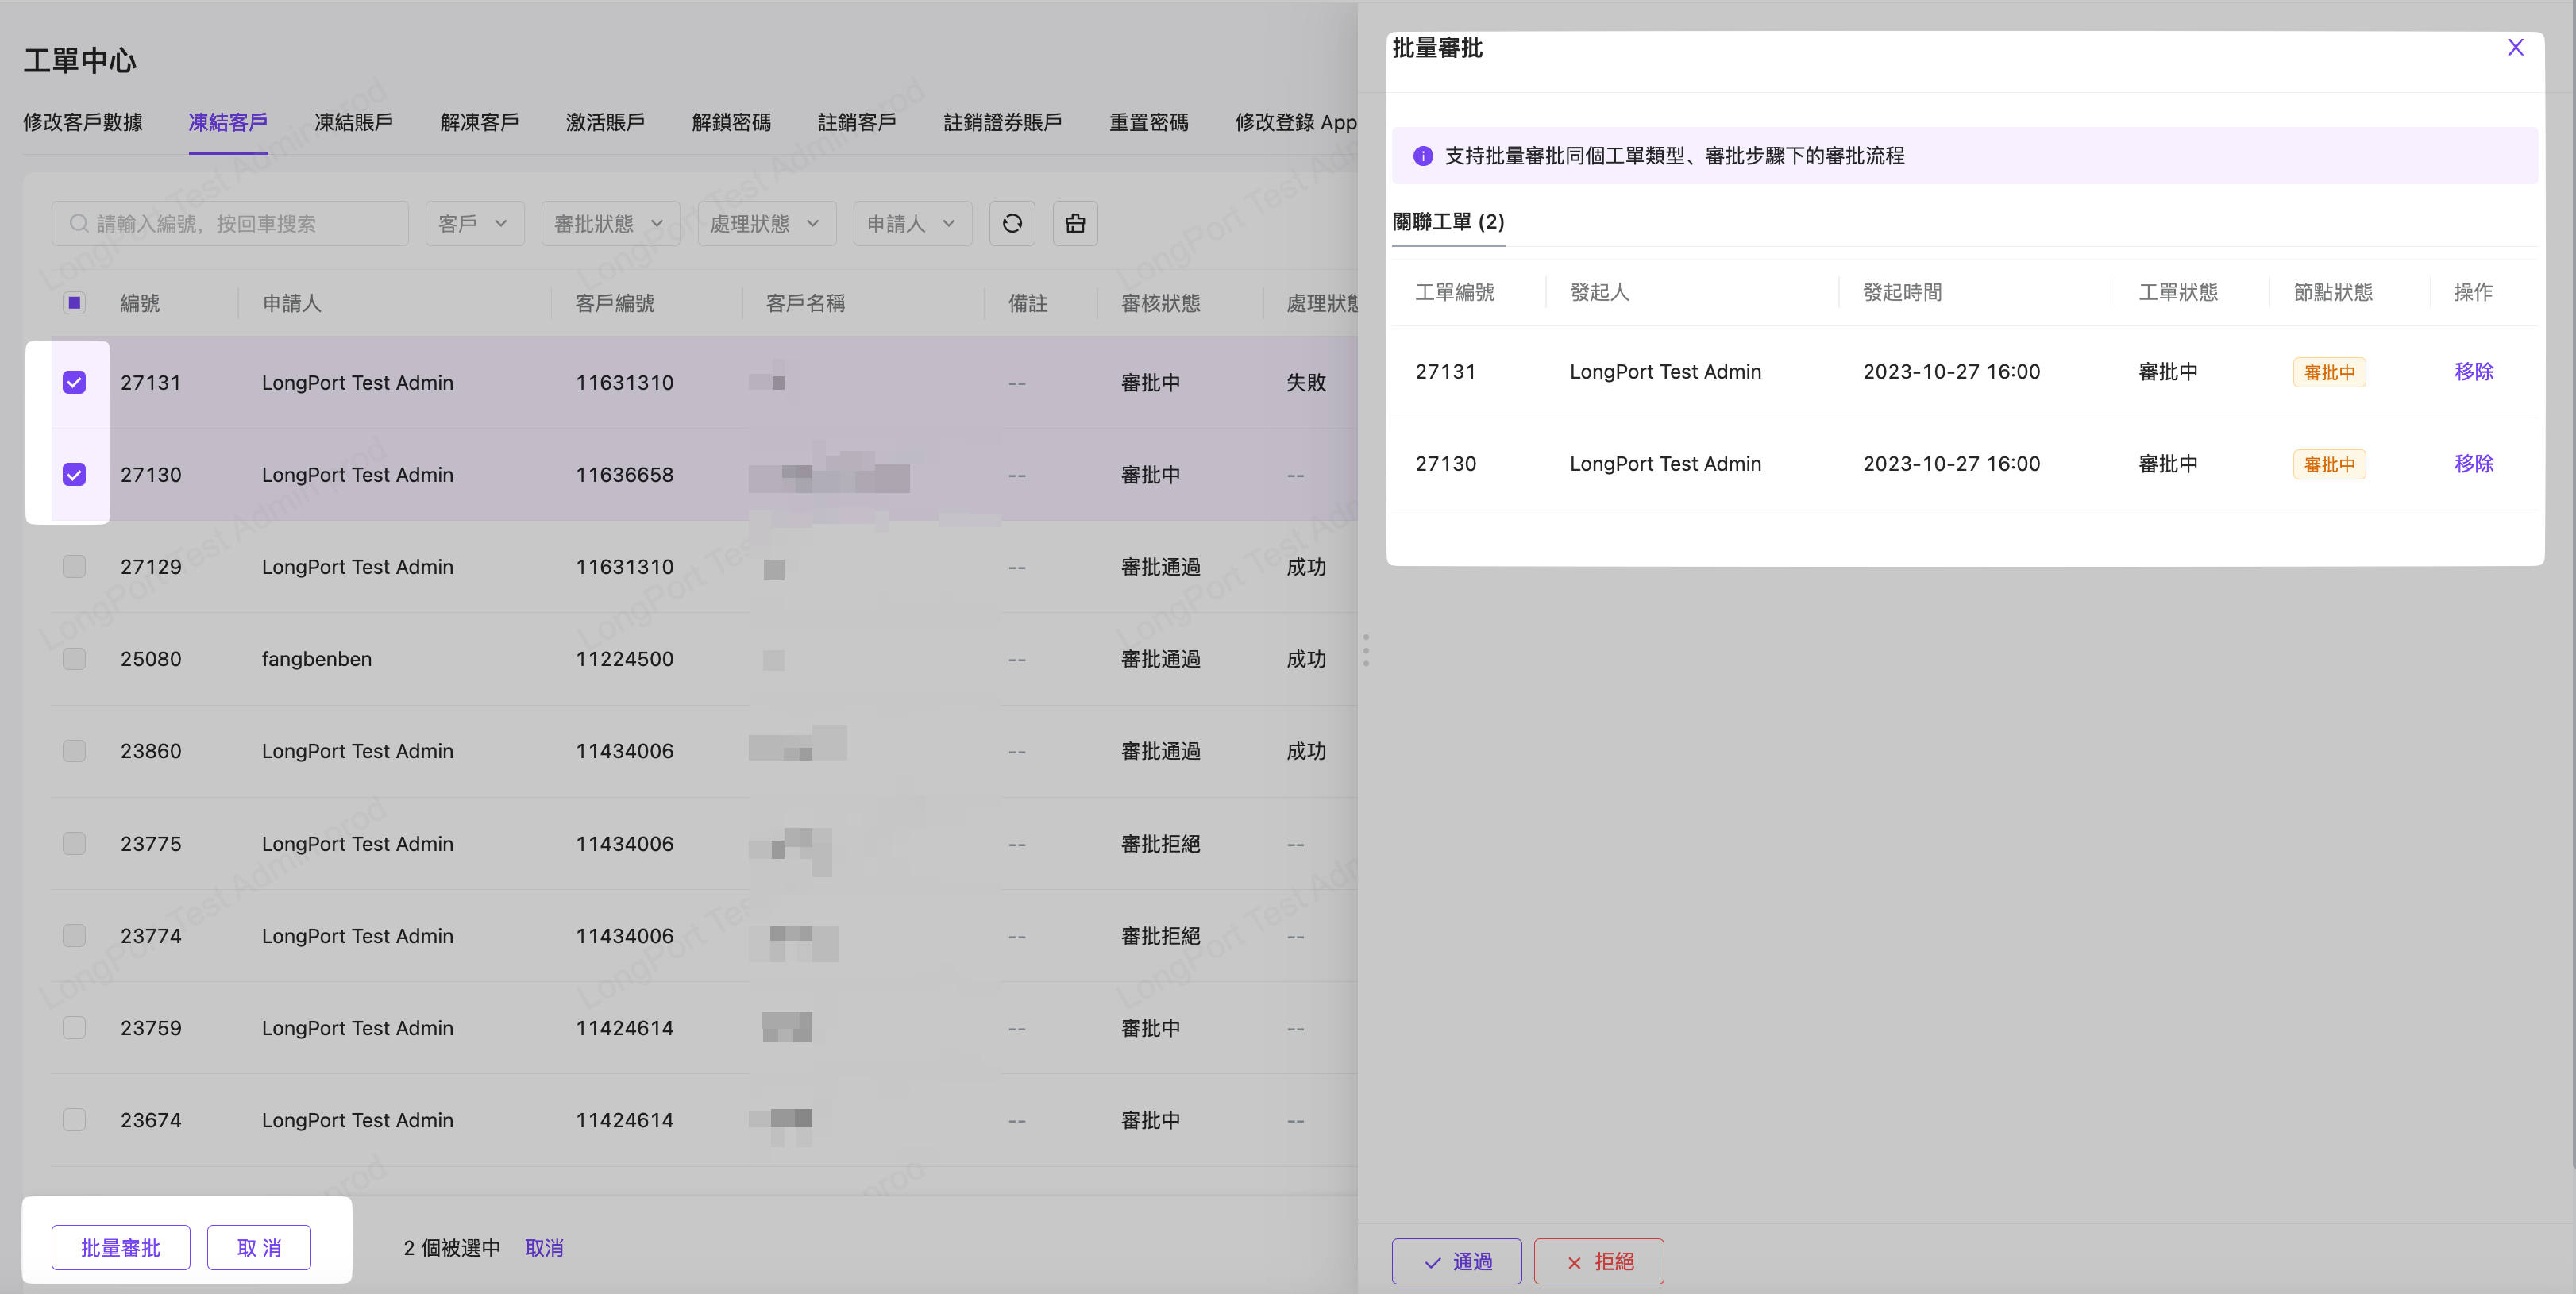 工單中心
修改客戶數據 凍結客戶 凍結賬戶 解凍客戶 激活賬戶 解鎖密碼 註銷客戶 註銷證券賬戶 重置密碼 修改登錄 App
請輸入編號，按回車搜索 客戶 審批狀態 處理狀態 申請人
編號 申請人 客戶編號 客戶名稱 備註 審核狀態 處理狀態
27131 LongPort Test Admin 11631310 -- 審批中 失敗
27130 LongPort Test Admin 11636658 -- 審批中 --
27129 LongPort Test Admin 11631310 -- 審批通過 成功
25080 fangbenben 11224500 -- 審批通過 成功
23860 LongPort Test Admin 11434006 -- 審批通過 成功
23775 LongPort Test Admin 11434006 -- 審批拒絕 --
23774 LongPort Test Admin 11434006 -- 審批拒絕 --
23759 LongPort Test Admin 11424614 -- 審批中 --
23674 LongPort Test Admin 11424614 -- 審批中 --
批量審批 取 消 2 個被選中 取消
批量審批
支持批量審批同個工單類型、審批步驟下的審批流程
關聯工單 (2)
工單編號 發起人 發起時間 工單狀態 節點狀態 操作
27131 LongPort Test Admin 2023-10-27 16:00 審批中 審批中 移除
27130 LongPort Test Admin 2023-10-27 16:00 審批中 審批中 移除
通過 拒絕